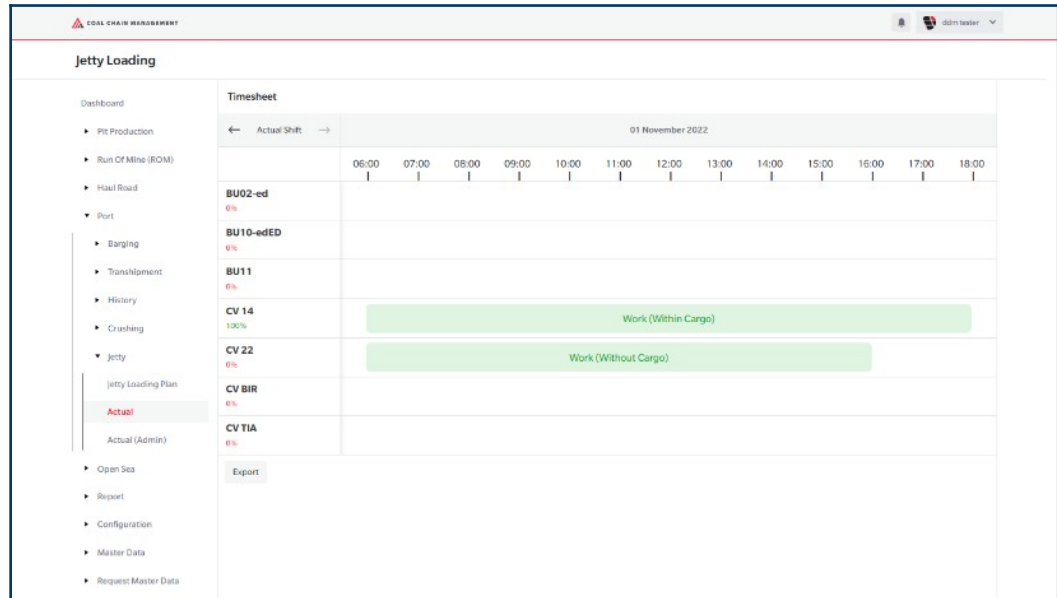 COAL CHAIN MANAGEMENT
ddm tester
Jetty Loading
Dashboard
Pit Production
Run Of Mine (ROM)
Haul Road
Port
Barging
Transhipment
History
Crushing
Jetty
Jetty Loading Plan
Actual
Actual (Admin)
Open Sea
Report
Configuration
Master Data
Request Master Data
Timesheet
← Actual Shift → 01 November 2022
06:00 07:00 08:00 09:00 10:00 11:00 12:00 13:00 14:00 15:00 16:00 17:00 18:00
BU02-ed
0%
BU10-edED
0%
BU11
0%
CV 14
100%
Work (Within Cargo)
CV 22
0%
Work (Without Cargo)
CV BIR
0%
CV TIA
0%
Export